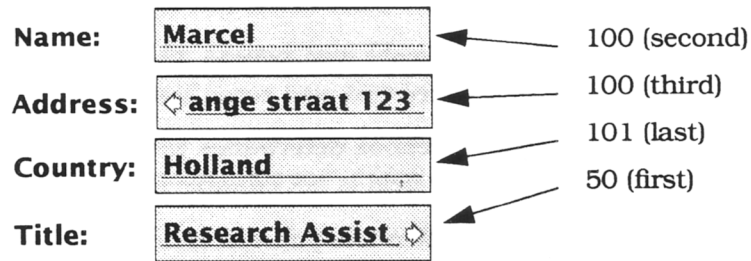 Name: Marcel 100 (second)
Address: ange straat 123 100 (third)
Country: Holland 101 (last)
Title: Research Assist 50 (first)